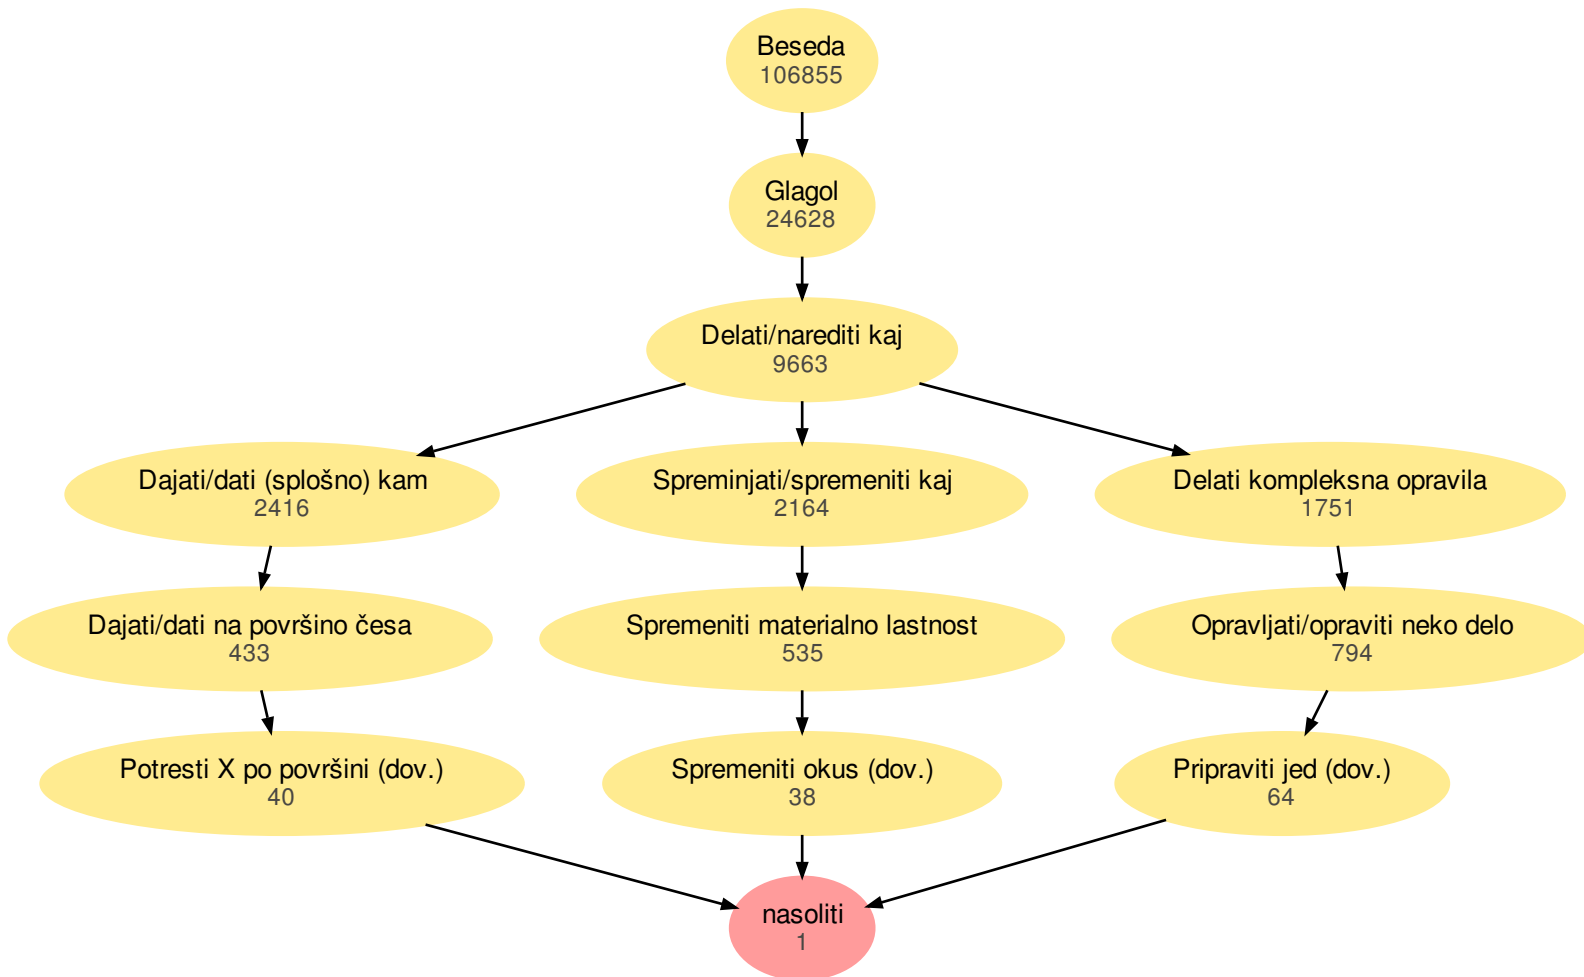 Beseda
106855
Glagol
24628
Delati/narediti kaj
9663
Dajati/dati (splošno) kam
2416
Spreminjati/spremeniti kaj
2164
Delati kompleksna opravila
1751
Dajati/dati na površino česa
433
Spremeniti materialno lastnost
535
Opravljati/opraviti neko delo
794
Potresti X po površini (dov.)
40
Spremeniti okus (dov.)
38
Pripraviti jed (dov.)
64
nasoliti
1